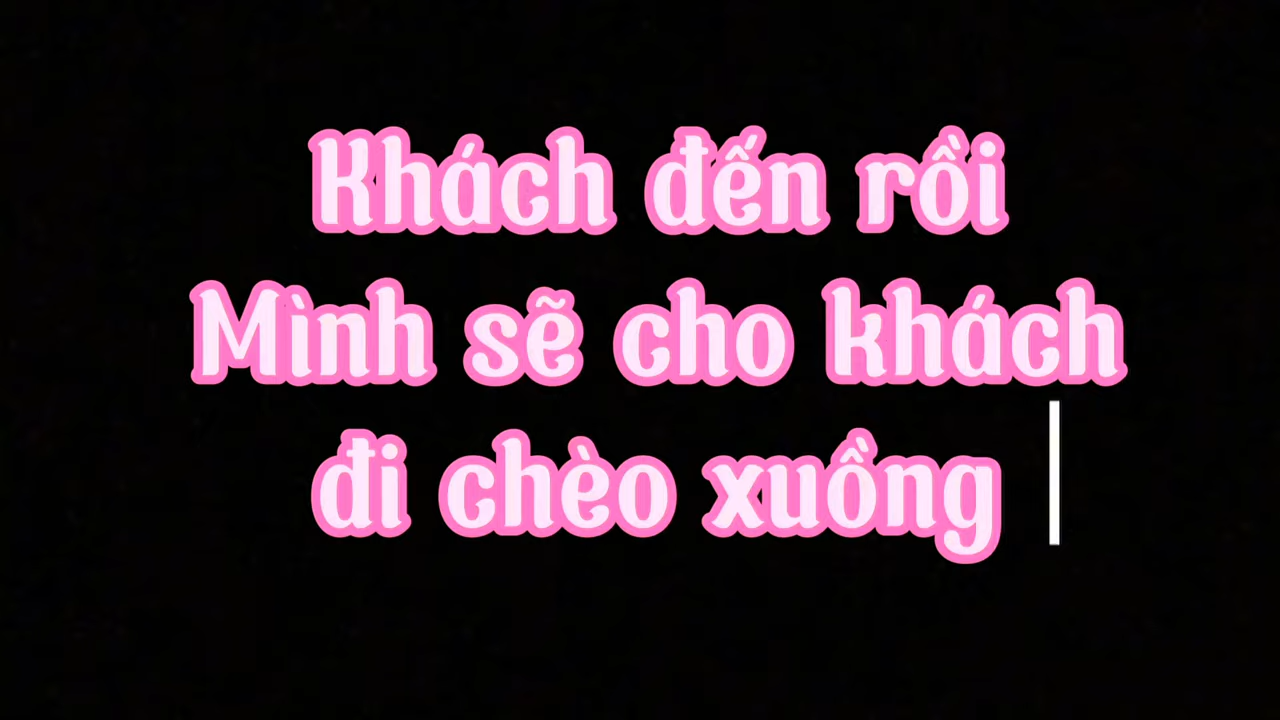 Khách đến rồi
Mình sẽ cho khách
đi chèo xuồng